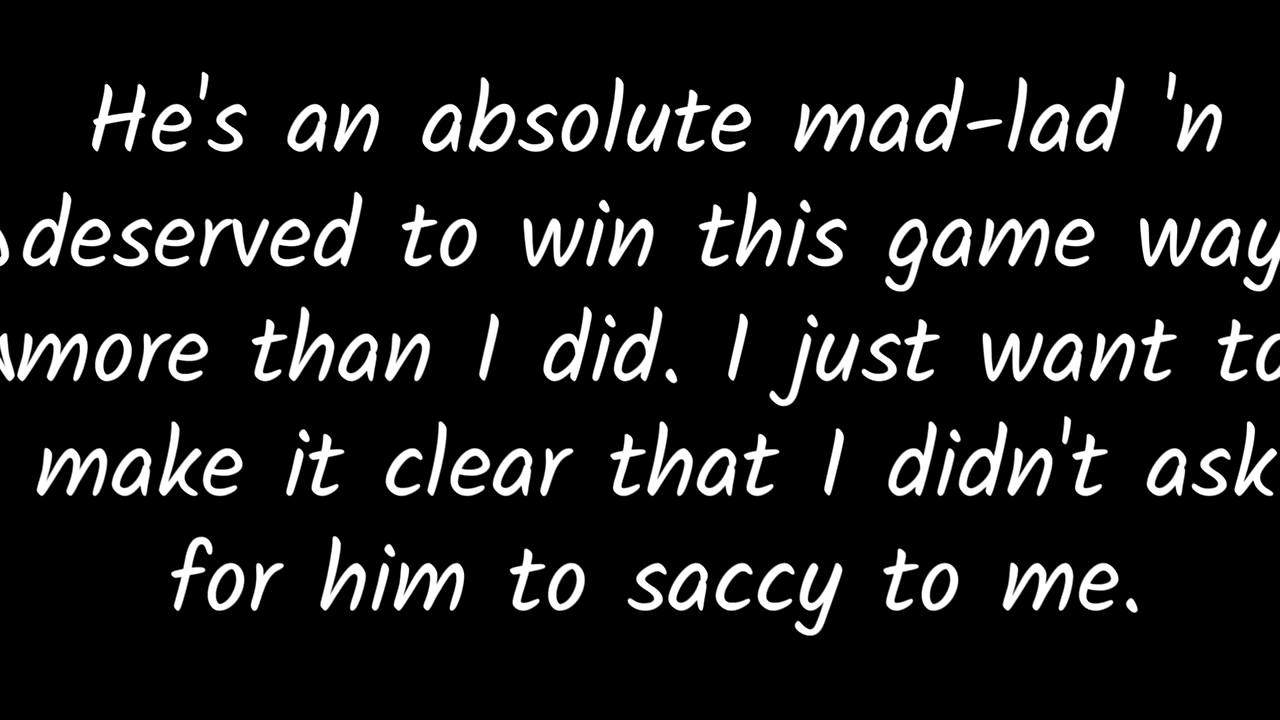 He's an absolute mad-lad 'n
deserved to win this game way
more than I did. I just want to
make it clear that I didn't ask
for him to saccy to me.